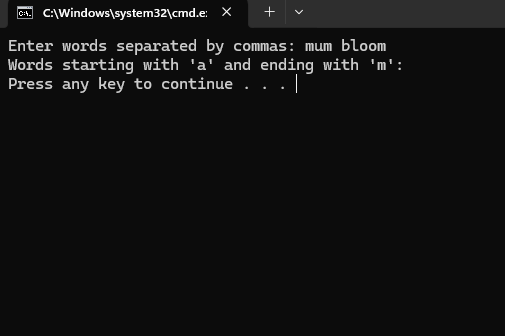 C:\Windows\system32\cmd.e
Enter words separated by commas: mum bloom
Words starting with 'a' and ending with 'm':
Press any key to continue . . .